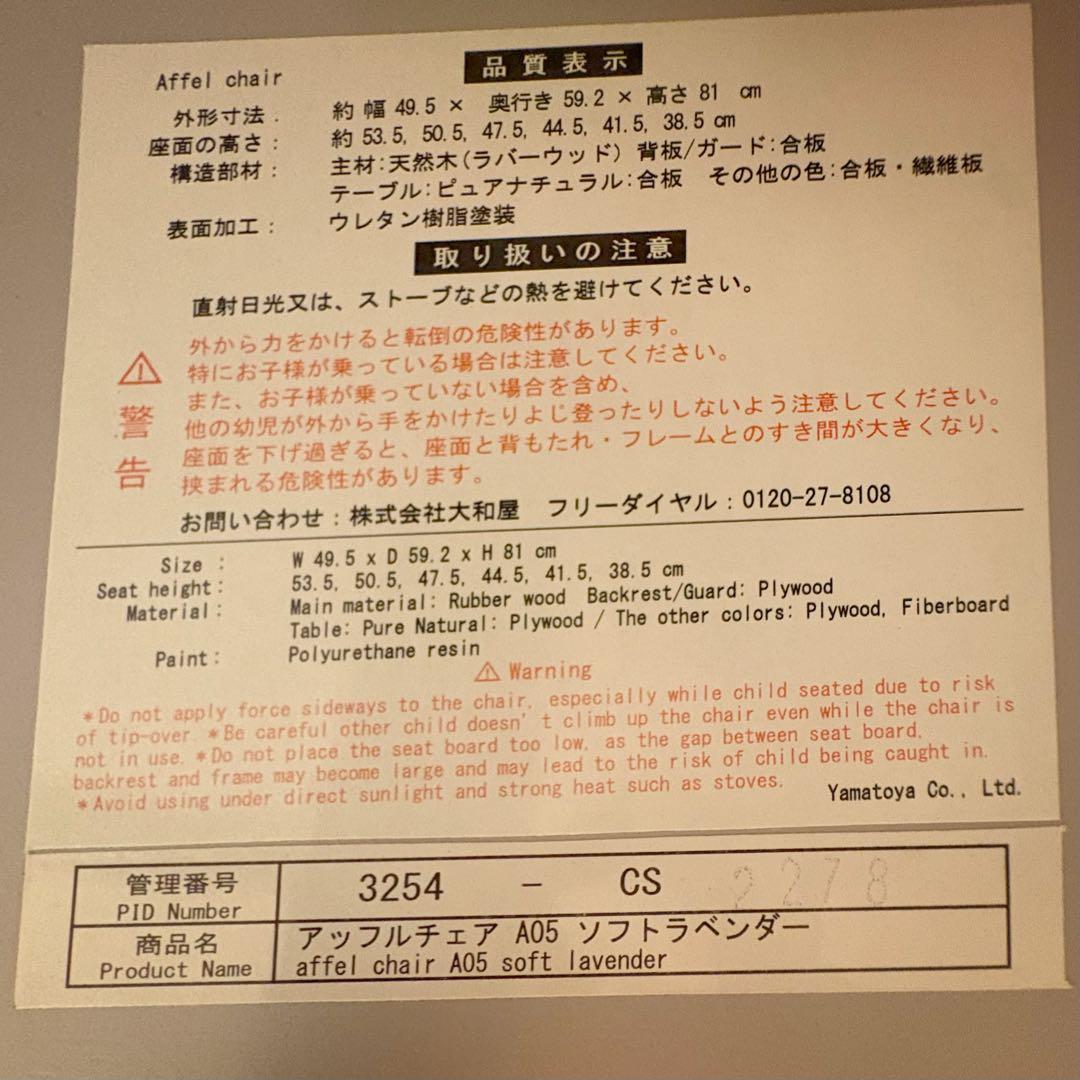 Affel chair
品質表示
外形寸法: 約 幅 49.5 × 奥行き 59.2 × 高さ 81 cm
座面の高さ: 約 53.5, 50.5, 47.5, 44.5, 41.5, 38.5 cm
構造部材: 主材:天然木(ラバーウッド) 背板/ガード:合板
テーブル:ピュアナチュラル:合板 その他の色:合板・繊維板
表面加工: ウレタン樹脂塗装
取り扱いの注意
直射日光又は、ストーブなどの熱を避けてください。
警告
外から力をかけると転倒の危険性があります。
特にお子様が乗っている場合は注意してください。
また、お子様が乗っていない場合を含め、
他の幼児が外から手をかけたりよじ登ったりしないよう注意してください。
座面を下げ過ぎると、座面と背もたれ・フレームとのすき間が大きくなり、
挟まれる危険性があります。
お問い合わせ:株式会社大和屋 フリーダイヤル:0120-27-8108
Size : W 49.5 x D 59.2 x H 81 cm
Seat height: 53.5, 50.5, 47.5, 44.5, 41.5, 38.5 cm
Material: Main material: Rubber wood Backrest/Guard: Plywood
Table: Pure Natural: Plywood / The other colors: Plywood, Fiberboard
Paint: Polyurethane resin
⚠ Warning
*Do not apply force sideways to the chair, especially while child seated due to risk
of tip-over. *Be careful other child doesn't climb up the chair even while the chair is
not in use. *Do not place the seat board too low, as the gap between seat board,
backrest and frame may become large and may lead to the risk of child being caught in.
*Avoid using under direct sunlight and strong heat such as stoves.
Yamatoya Co., Ltd.
管理番号 3254 - CS 2278
PID Number
商品名 アッフルチェア A05 ソフトラベンダー
Product Name affel chair A05 soft lavender